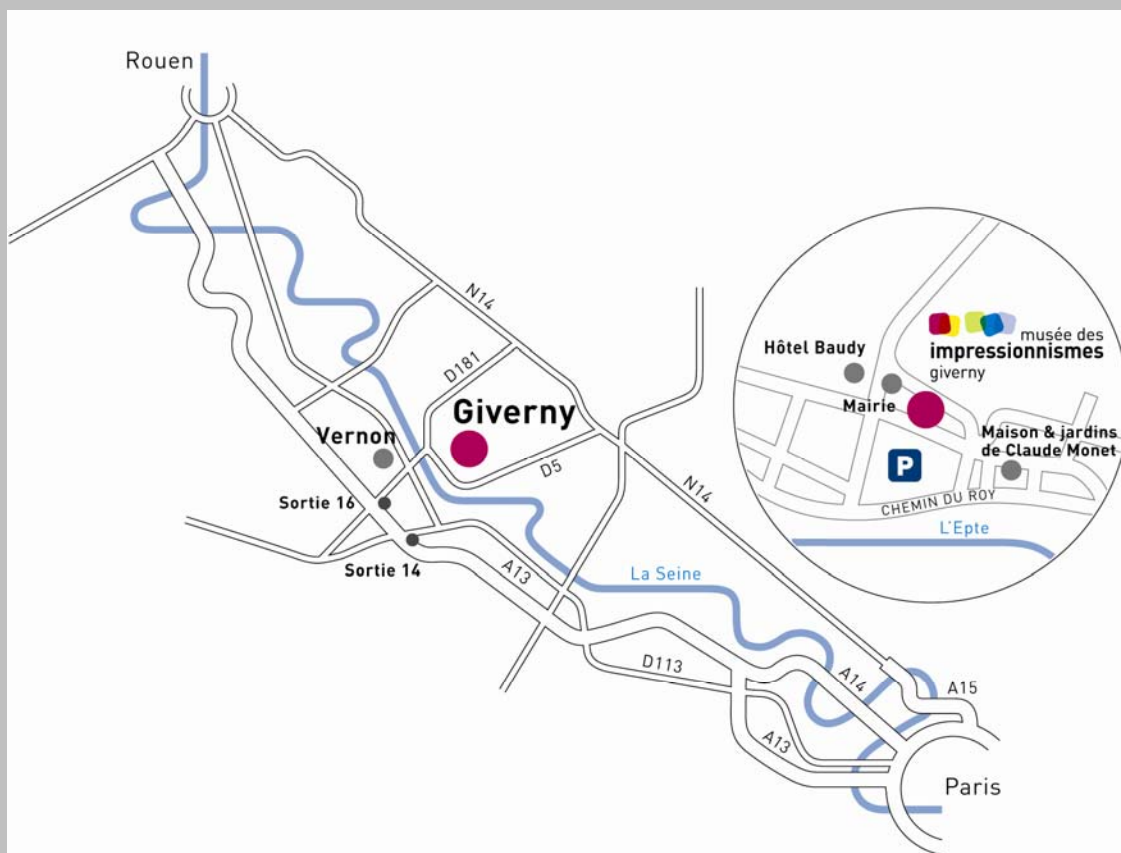 Rouen
N14
D181
Giverny
Vernon
D5
Sortie 16
Sortie 14
A13
La Seine
N14
D113
A14
A15
A13
Paris
musée des
impressionnismes
giverny
Hôtel Baudy
Mairie
Maison & jardins
de Claude Monet
P
CHEMIN DU ROY
L'Epte